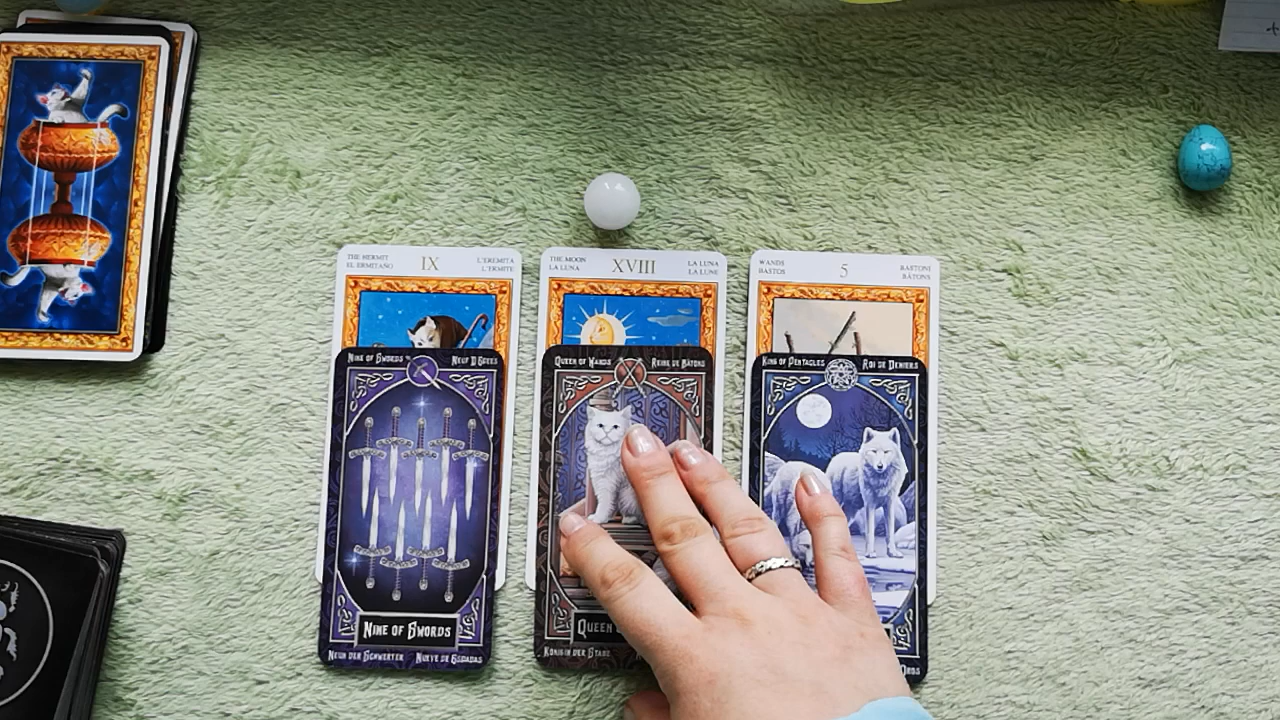 THE HERMIT
EL ERMITAÑO
IX
L'EREMITA
L'ERMITE
THE MOON
LA LUNA
XVIII
LA LUNA
LA LUNE
WANDS
BASTOS
5
BASTONI
BÂTONS
Nine of Swords
Neuf D'Épées
Nine of Swords
Neun der Schwerter
Nueve de Espadas
Queen of Wands
Reine de Bâtons
Queen
Königin der Stäbe
King of Pentacles
Roi de Deniers